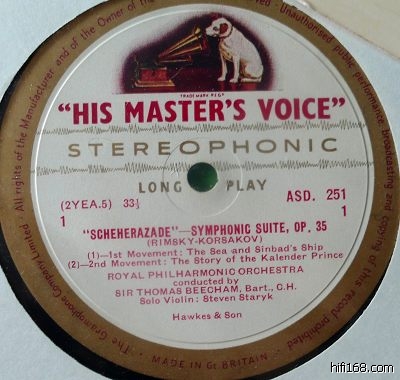 All rights of the Manufacturer and of the Owner
ed - Unauthorised public performance, broadcasting and copying of this record prohibited
TRADE MARK REGD
"HIS MASTER'S VOICE"
STEREOPHONIC
LONG PLAY
(2YEA.5) 33⅓ ASD. 251
1 1
"SCHEHERAZADE"—SYMPHONIC SUITE, OP. 35
(RIMSKY-KORSAKOV)
(1)—1st Movement: The Sea and Sinbad's Ship
(2)—2nd Movement: The Story of the Kalender Prince
ROYAL PHILHARMONIC ORCHESTRA
conducted by
SIR THOMAS BEECHAM, Bart., C.H.
Solo Violin: Steven Staryk
Hawkes & Son
The Gramophone Company Limited
MADE IN Gt BRITAIN
hifi168.com